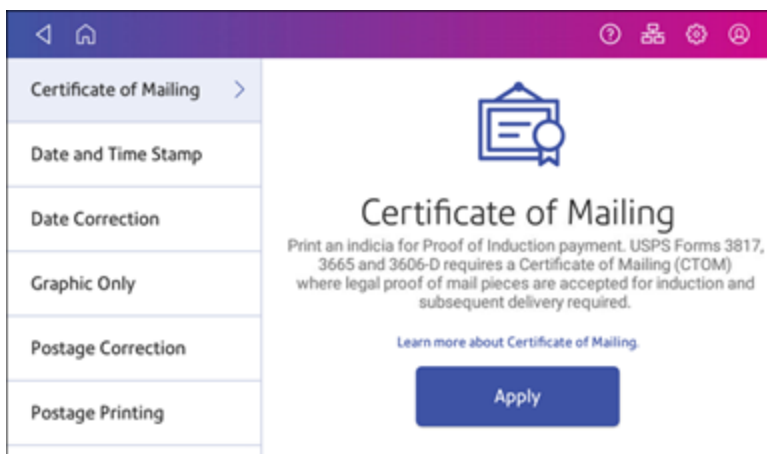 Certificate of Mailing
Date and Time Stamp
Date Correction
Graphic Only
Postage Correction
Postage Printing
Certificate of Mailing
Print an indicia for Proof of Induction payment. USPS Forms 3817,
3665 and 3606-D requires a Certificate of Mailing (CTOM)
where legal proof of mail pieces are accepted for induction and
subsequent delivery required.
Learn more about Certificate of Mailing.
Apply